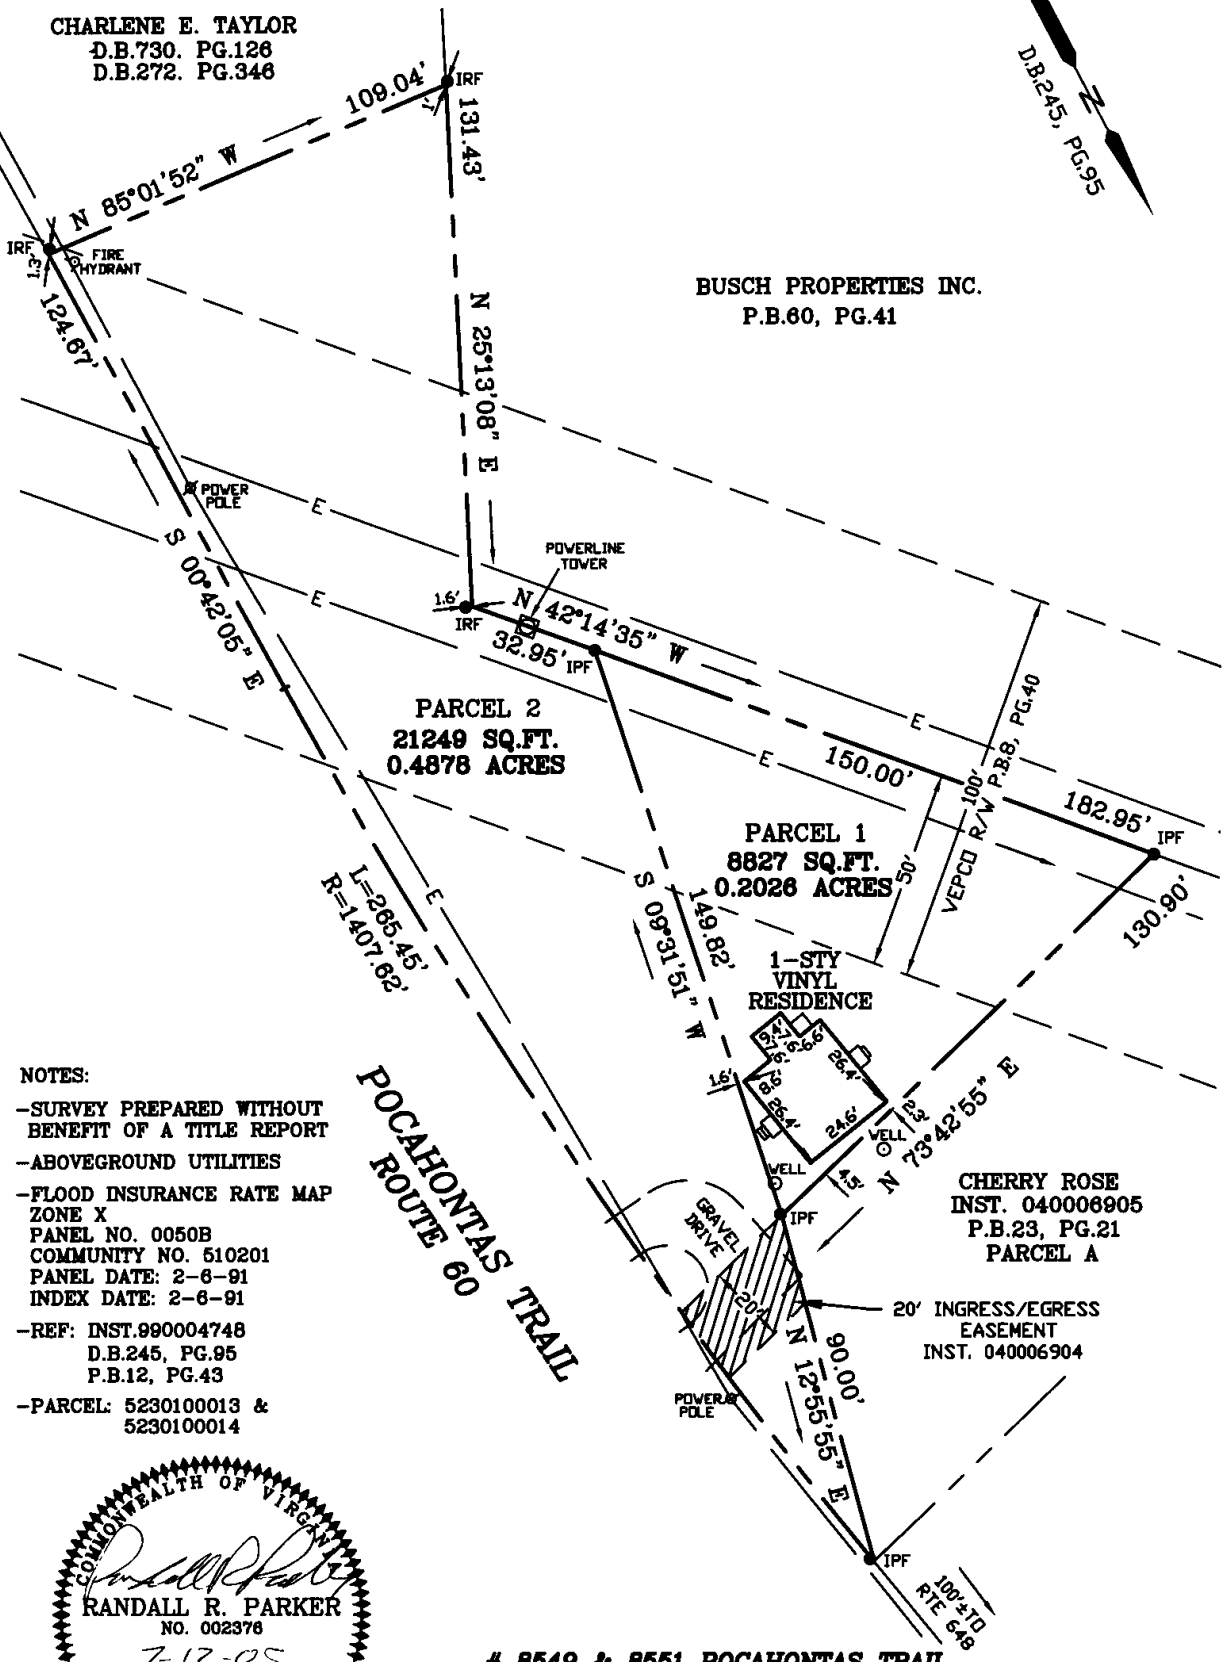 CHARLENE E. TAYLOR
D.B.730. PG.126
D.B.272. PG.346
D.B.245, PG.95
N
N 85°01'52" W
109.04'
IRF
131.43'
IRF
1.3'
FIRE
HYDRANT
124.67'
BUSCH PROPERTIES INC.
P.B.60, PG.41
N 25°13'08" E
POWER
POLE
E
E
S 00°42'05" E
POWERLINE
TOWER
1.6'
IRF
N 42°14'35" W
32.95'
IPF
PARCEL 2
21249 SQ.FT.
0.4878 ACRES
E
E
150.00'
182.95'
IPF
100'
VEPCO R/W P.B.8, PG.40
50'
PARCEL 1
8827 SQ.FT.
0.2026 ACRES
130.90'
E
L=265.45'
R=1407.62'
S 09°31'51" W
149.82'
1-STY
VINYL
RESIDENCE
9.4'
7.6'
6.6'
7.6'
26.4'
1.6'
8.6'
26.4'
24.6'
2.3'
WELL
N 73°42'55" E
WELL
4.5'
IPF
NOTES:
-SURVEY PREPARED WITHOUT
BENEFIT OF A TITLE REPORT
-ABOVEGROUND UTILITIES
-FLOOD INSURANCE RATE MAP
ZONE X
PANEL NO. 0050B
COMMUNITY NO. 510201
PANEL DATE: 2-6-91
INDEX DATE: 2-6-91
-REF: INST.990004748
D.B.245, PG.95
P.B.12, PG.43
-PARCEL: 5230100013 &
5230100014
POCAHONTAS TRAIL
ROUTE 60
GRAVEL
DRIVE
20'
CHERRY ROSE
INST. 040006905
P.B.23, PG.21
PARCEL A
20' INGRESS/EGRESS
EASEMENT
INST. 040006904
N 12°55'55" E
90.00'
POWER
POLE
IPF
100'±TO
RTE 648
COMMONWEALTH OF VIRGINIA
RANDALL R. PARKER
NO. 002376
7-12-05
# 8549 & 8551 POCAHONTAS TRAIL